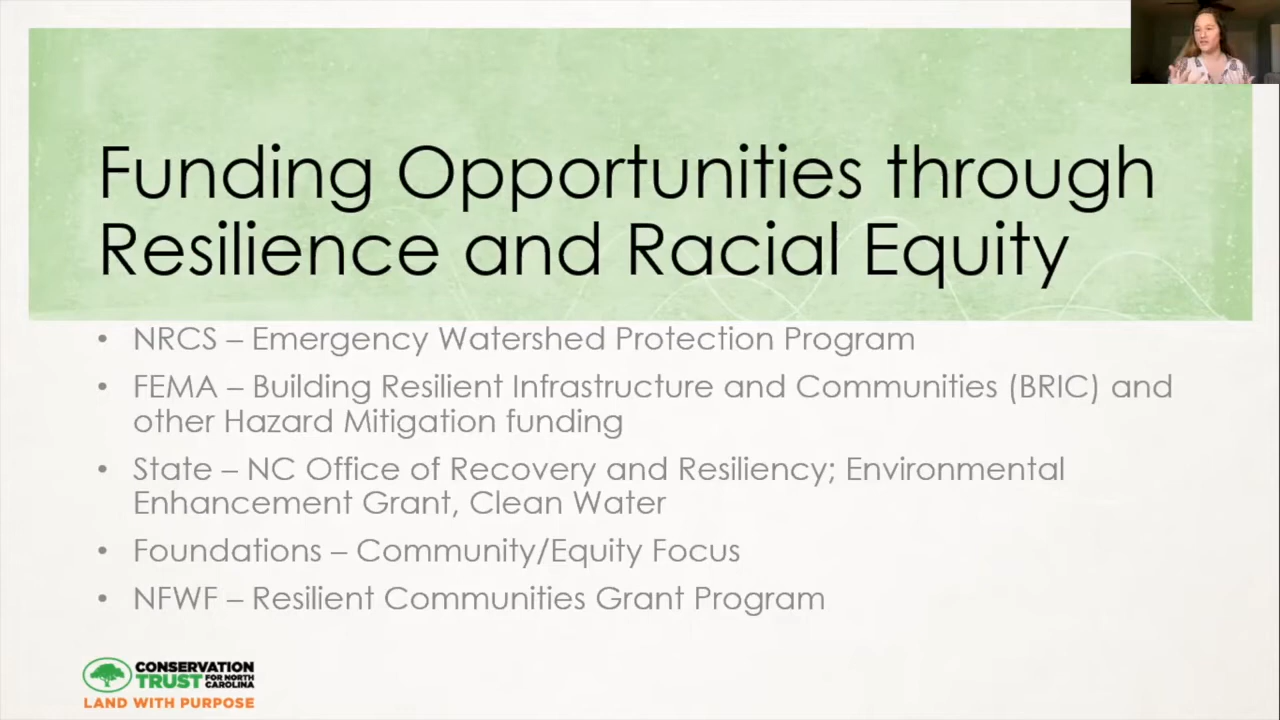 Funding Opportunities through
Resilience and Racial Equity
• NRCS – Emergency Watershed Protection Program
• FEMA – Building Resilient Infrastructure and Communities (BRIC) and
other Hazard Mitigation funding
• State – NC Office of Recovery and Resiliency; Environmental
Enhancement Grant, Clean Water
• Foundations – Community/Equity Focus
• NFWF – Resilient Communities Grant Program
CONSERVATION
TRUST FOR NORTH CAROLINA
LAND WITH PURPOSE